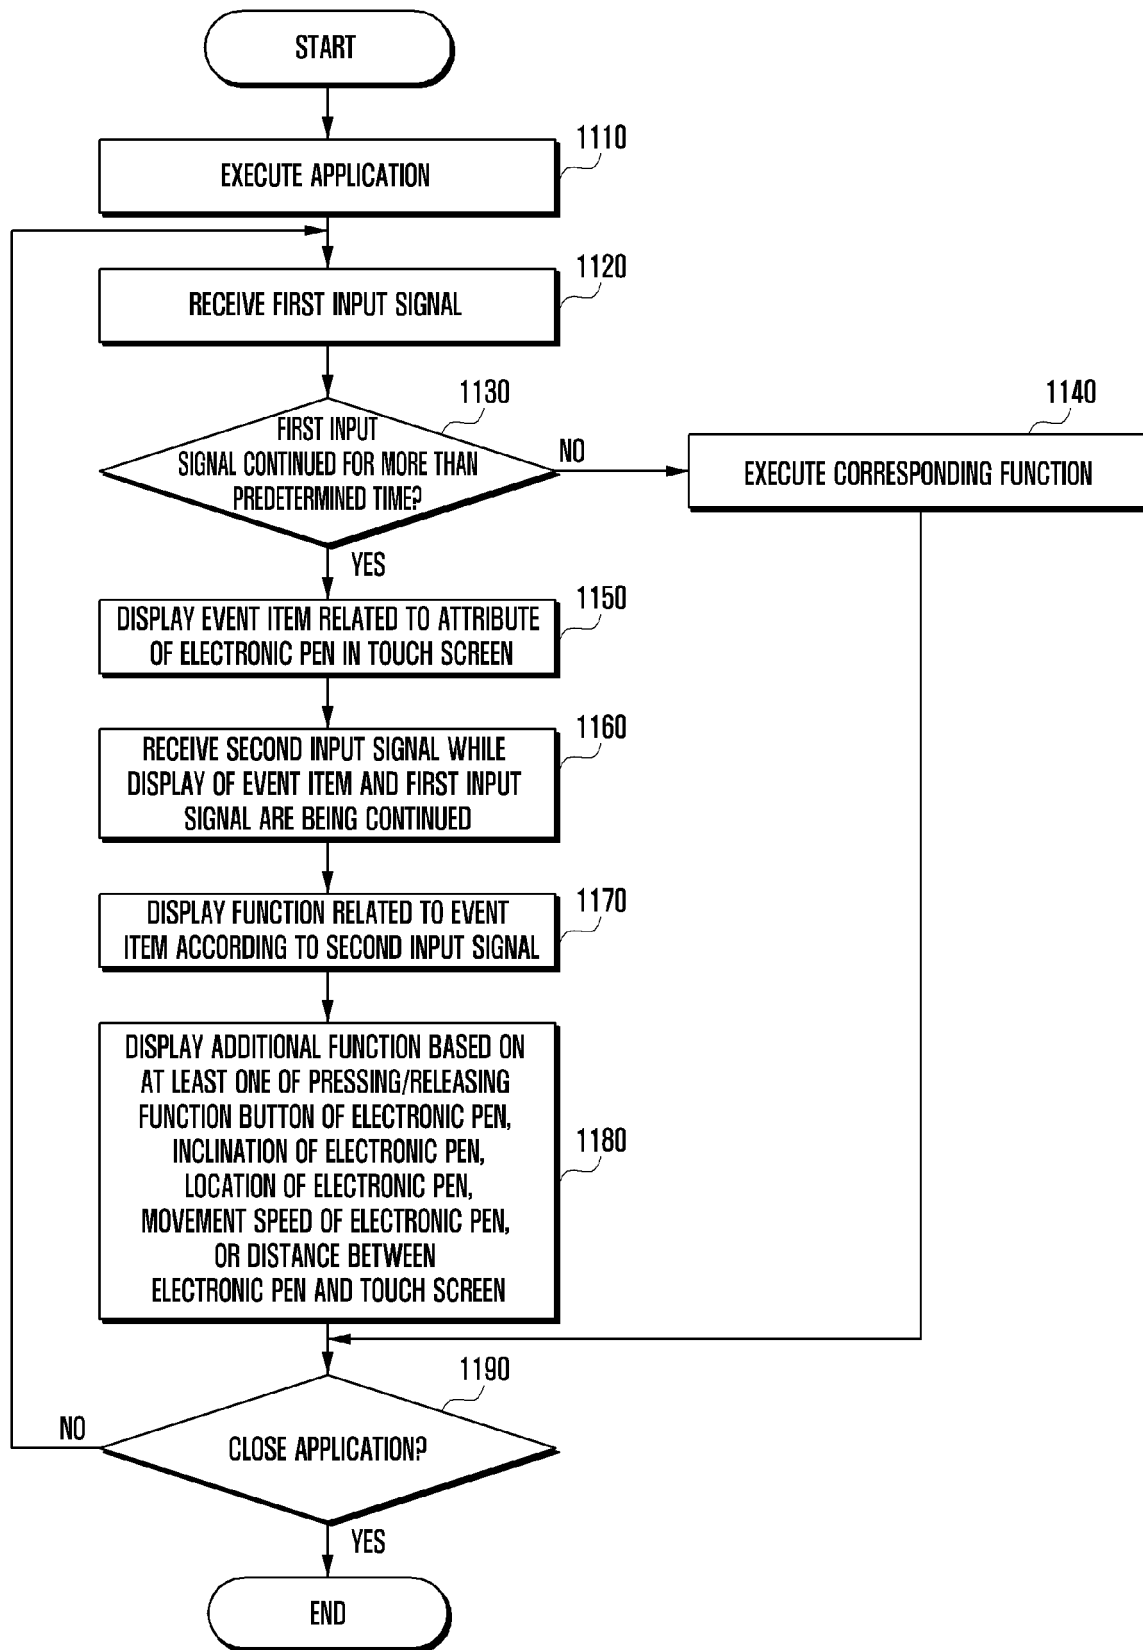 START
1110
EXECUTE APPLICATION
1120
RECEIVE FIRST INPUT SIGNAL
1130
FIRST INPUT
SIGNAL CONTINUED FOR MORE THAN
PREDETERMINED TIME?
NO
1140
EXECUTE CORRESPONDING FUNCTION
YES
1150
DISPLAY EVENT ITEM RELATED TO ATTRIBUTE
OF ELECTRONIC PEN IN TOUCH SCREEN
1160
RECEIVE SECOND INPUT SIGNAL WHILE
DISPLAY OF EVENT ITEM AND FIRST INPUT
SIGNAL ARE BEING CONTINUED
1170
DISPLAY FUNCTION RELATED TO EVENT
ITEM ACCORDING TO SECOND INPUT SIGNAL
1180
DISPLAY ADDITIONAL FUNCTION BASED ON
AT LEAST ONE OF PRESSING/RELEASING
FUNCTION BUTTON OF ELECTRONIC PEN,
INCLINATION OF ELECTRONIC PEN,
LOCATION OF ELECTRONIC PEN,
MOVEMENT SPEED OF ELECTRONIC PEN,
OR DISTANCE BETWEEN
ELECTRONIC PEN AND TOUCH SCREEN
1190
NO
CLOSE APPLICATION?
YES
END